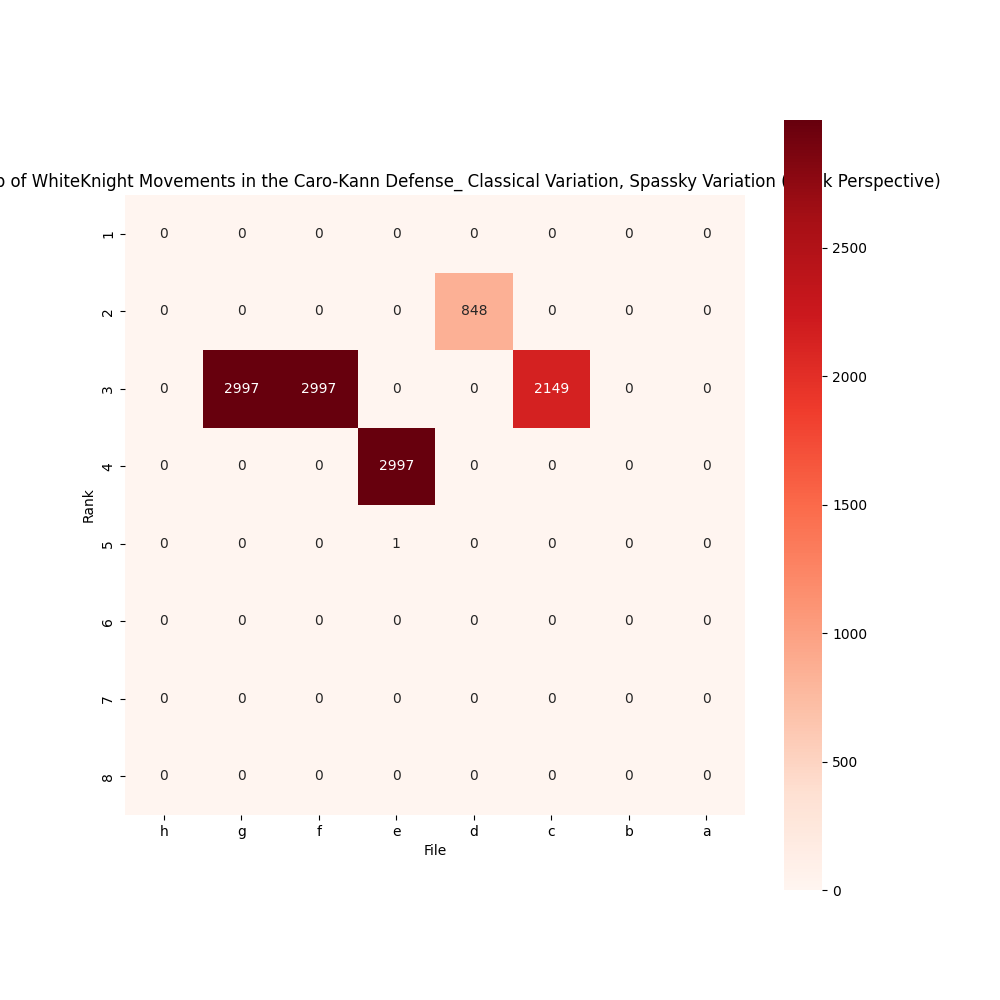 of WhiteKnight Movements in the Caro-Kann Defense_ Classical Variation, Spassky Variation Perspective)
1 0 0 0 0 0 0 0 0
2 0 0 0 0 848 0 0 0
3 0 2997 2997 0 0 2149 0 0
4 0 0 0 2997 0 0 0 0
5 0 0 0 1 0 0 0 0
6 0 0 0 0 0 0 0 0
7 0 0 0 0 0 0 0 0
8 0 0 0 0 0 0 0 0
Rank
h g f e d c b a
File
2500
2000
1500
1000
500
0